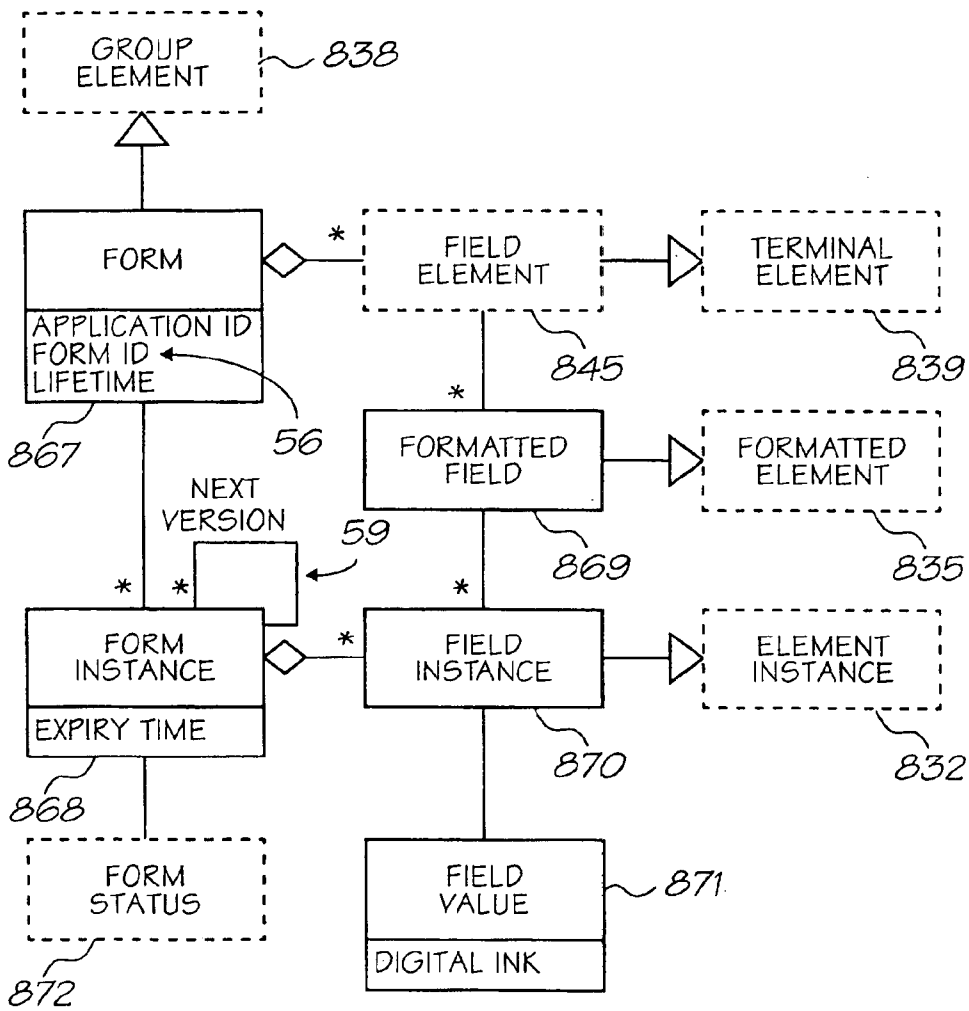 GROUP
ELEMENT
838
FORM
*
FIELD
ELEMENT
TERMINAL
ELEMENT
APPLICATION ID
FORM ID
LIFETIME
845
839
867
56
*
FORMATTED
FIELD
FORMATTED
ELEMENT
NEXT
VERSION
59
869
835
*
*
*
FORM
INSTANCE
*
FIELD
INSTANCE
ELEMENT
INSTANCE
EXPIRY TIME
868
870
832
FORM
STATUS
FIELD
VALUE
871
DIGITAL INK
872